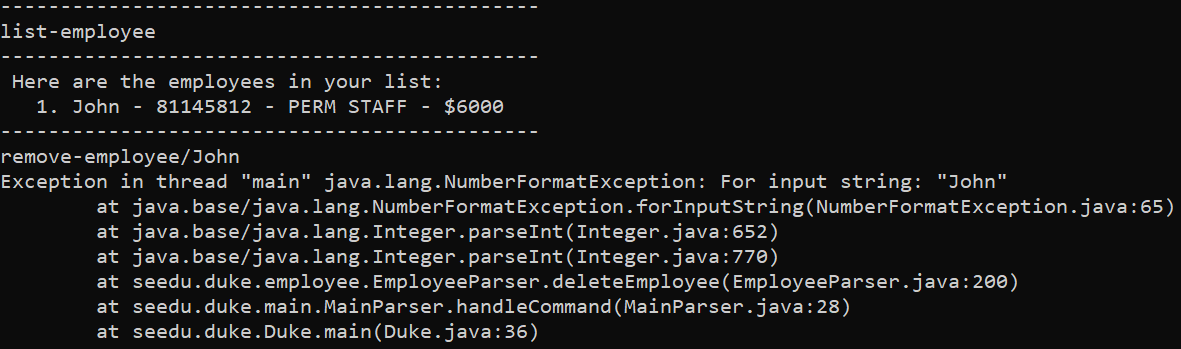 ---------------------------------------------
list-employee
---------------------------------------------
 Here are the employees in your list:
   1. John - 81145812 - PERM STAFF - $6000
---------------------------------------------
remove-employee/John
Exception in thread "main" java.lang.NumberFormatException: For input string: "John"
        at java.base/java.lang.NumberFormatException.forInputString(NumberFormatException.java:65)
        at java.base/java.lang.Integer.parseInt(Integer.java:652)
        at java.base/java.lang.Integer.parseInt(Integer.java:770)
        at seedu.duke.employee.EmployeeParser.deleteEmployee(EmployeeParser.java:200)
        at seedu.duke.main.MainParser.handleCommand(MainParser.java:28)
        at seedu.duke.Duke.main(Duke.java:36)